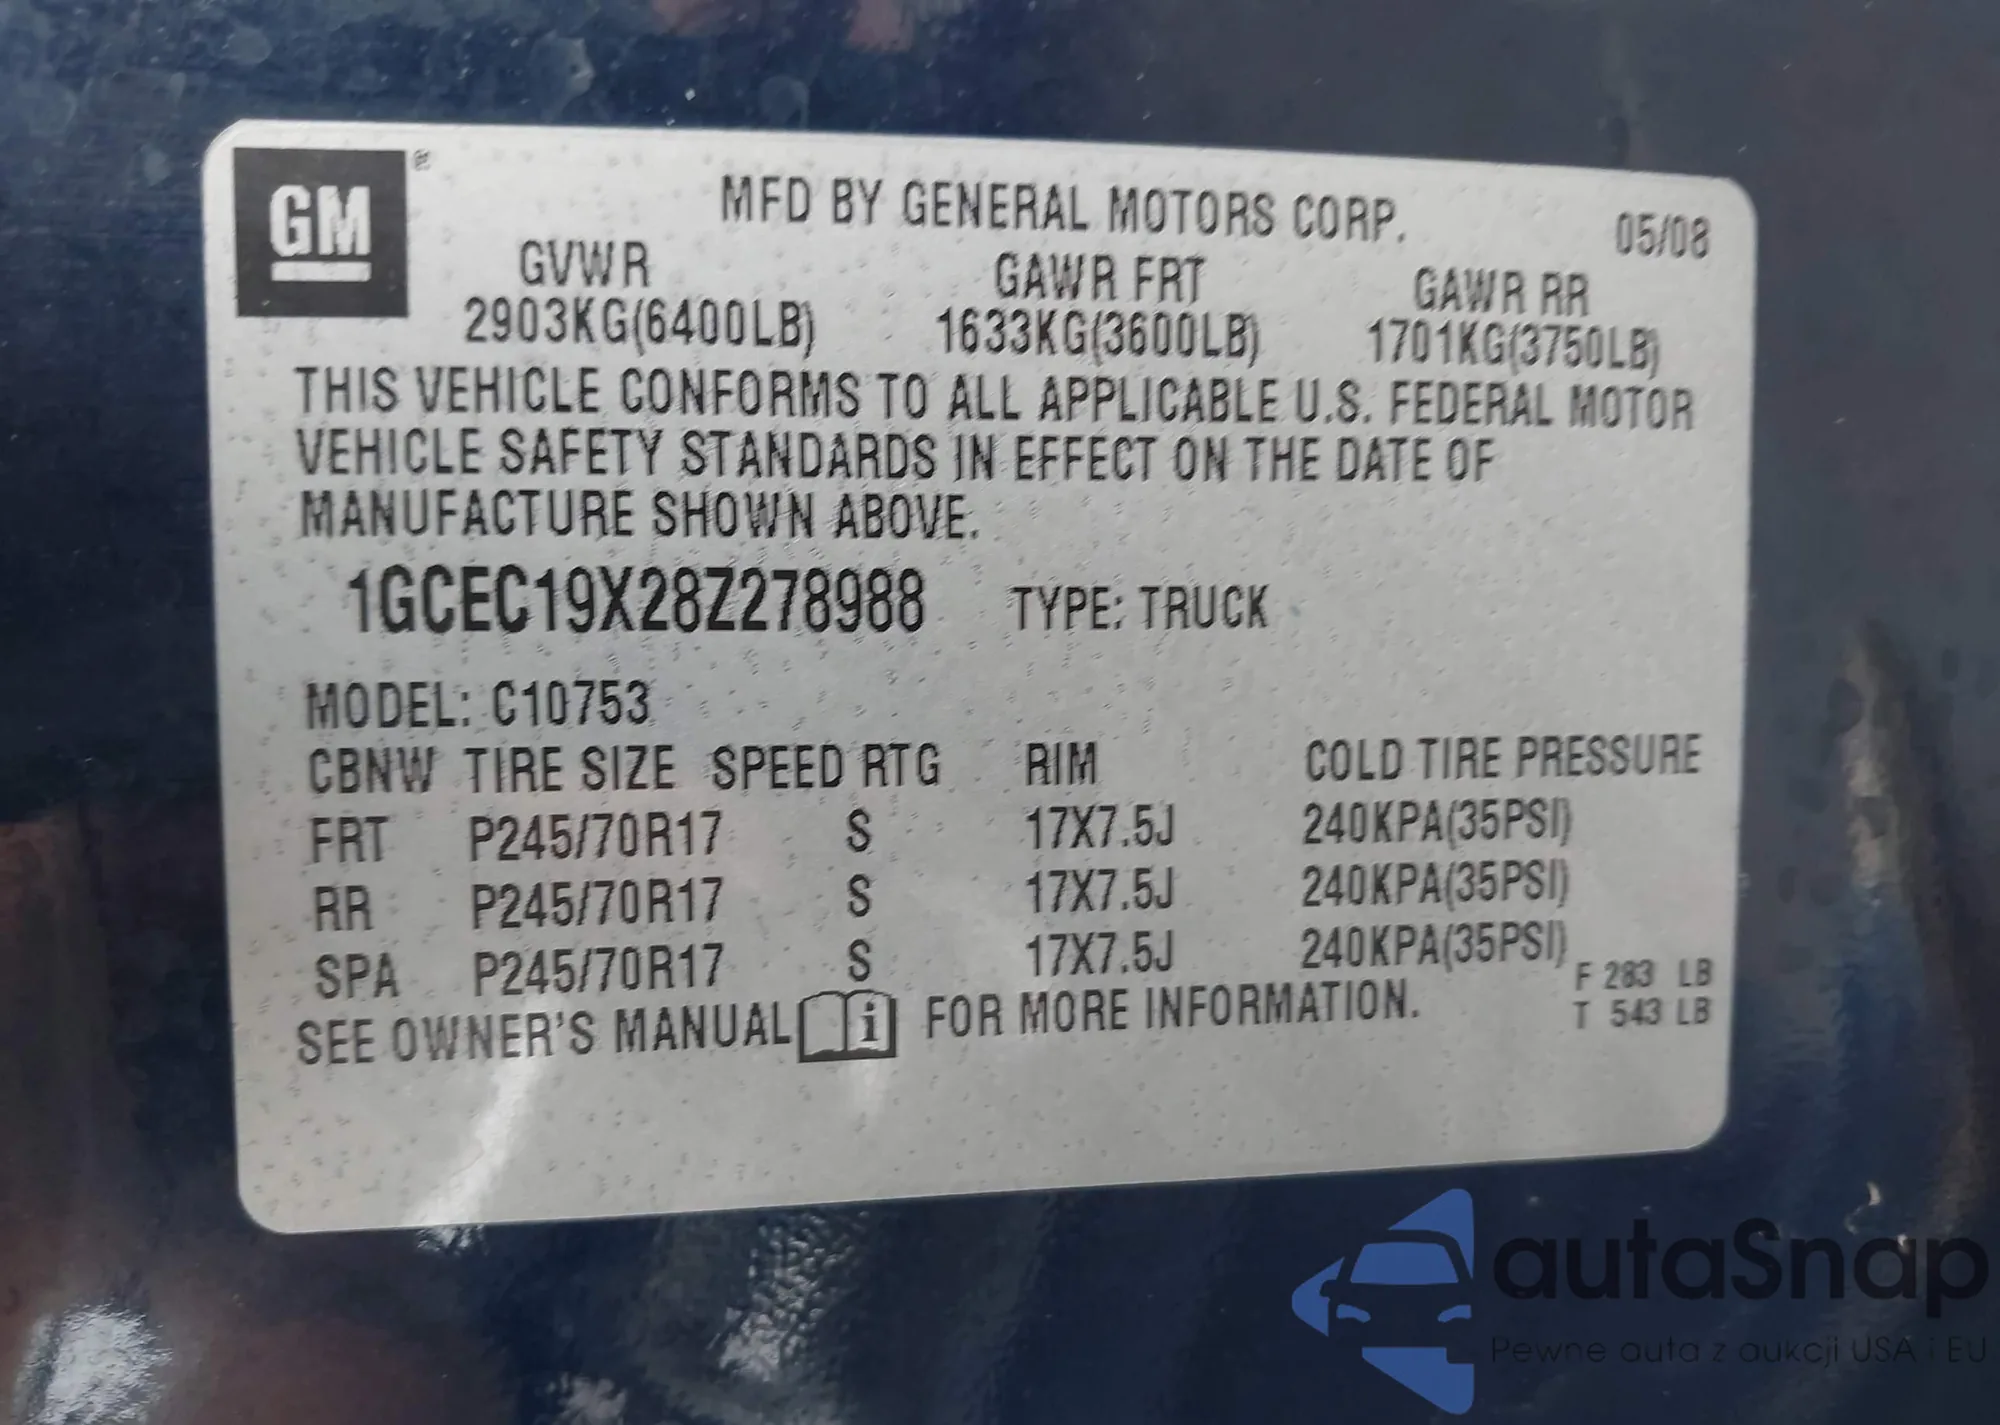 GM ®
MFD BY GENERAL MOTORS CORP. 05/08
GVWR GAWR FRT GAWR RR
2903KG(6400LB) 1633KG(3600LB) 1701KG(3750LB)
THIS VEHICLE CONFORMS TO ALL APPLICABLE U.S. FEDERAL MOTOR
VEHICLE SAFETY STANDARDS IN EFFECT ON THE DATE OF
MANUFACTURE SHOWN ABOVE.
1GCEC19X28Z278988 TYPE: TRUCK
MODEL: C10753
CBNW TIRE SIZE SPEED RTG RIM COLD TIRE PRESSURE
FRT P245/70R17 S 17X7.5J 240KPA(35PSI)
RR P245/70R17 S 17X7.5J 240KPA(35PSI)
SPA P245/70R17 S 17X7.5J 240KPA(35PSI)
F 283 LB
T 543 LB
SEE OWNER'S MANUAL i FOR MORE INFORMATION.
autaSnap
Pewne auta z aukcji USA i EU